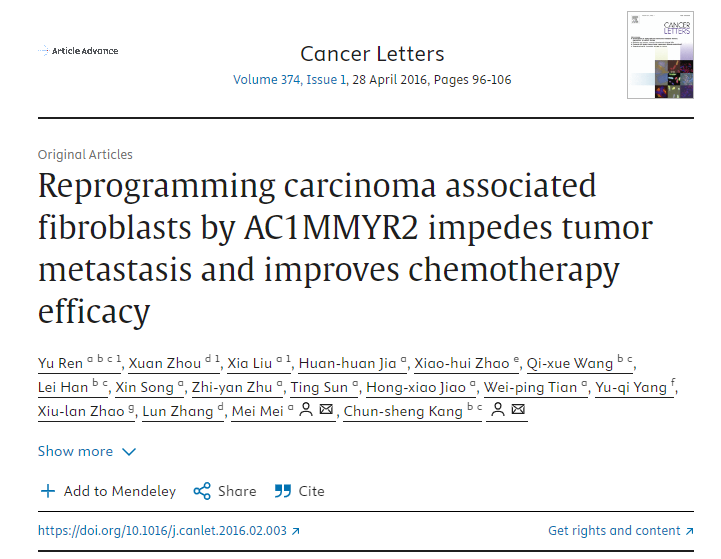 Article Advance
Cancer Letters
Volume 374, Issue 1, 28 April 2016, Pages 96-106
CANCER
LETTERS
Original Articles
Reprogramming carcinoma associated
fibroblasts by AC1MMYR2 impedes tumor
metastasis and improves chemotherapy
efficacy
Yu Ren a b c 1, Xuan Zhou d 1, Xia Liu a 1, Huan-huan Jia a, Xiao-hui Zhao e, Qi-xue Wang b c,
Lei Han b c, Xin Song a, Zhi-yan Zhu a, Ting Sun a, Hong-xiao Jiao a, Wei-ping Tian a, Yu-qi Yang f,
Xiu-lan Zhao g, Lun Zhang d, Mei Mei a, Chun-sheng Kang b c
Show more
Add to Mendeley Share Cite
https://doi.org/10.1016/j.canlet.2016.02.003 Get rights and content